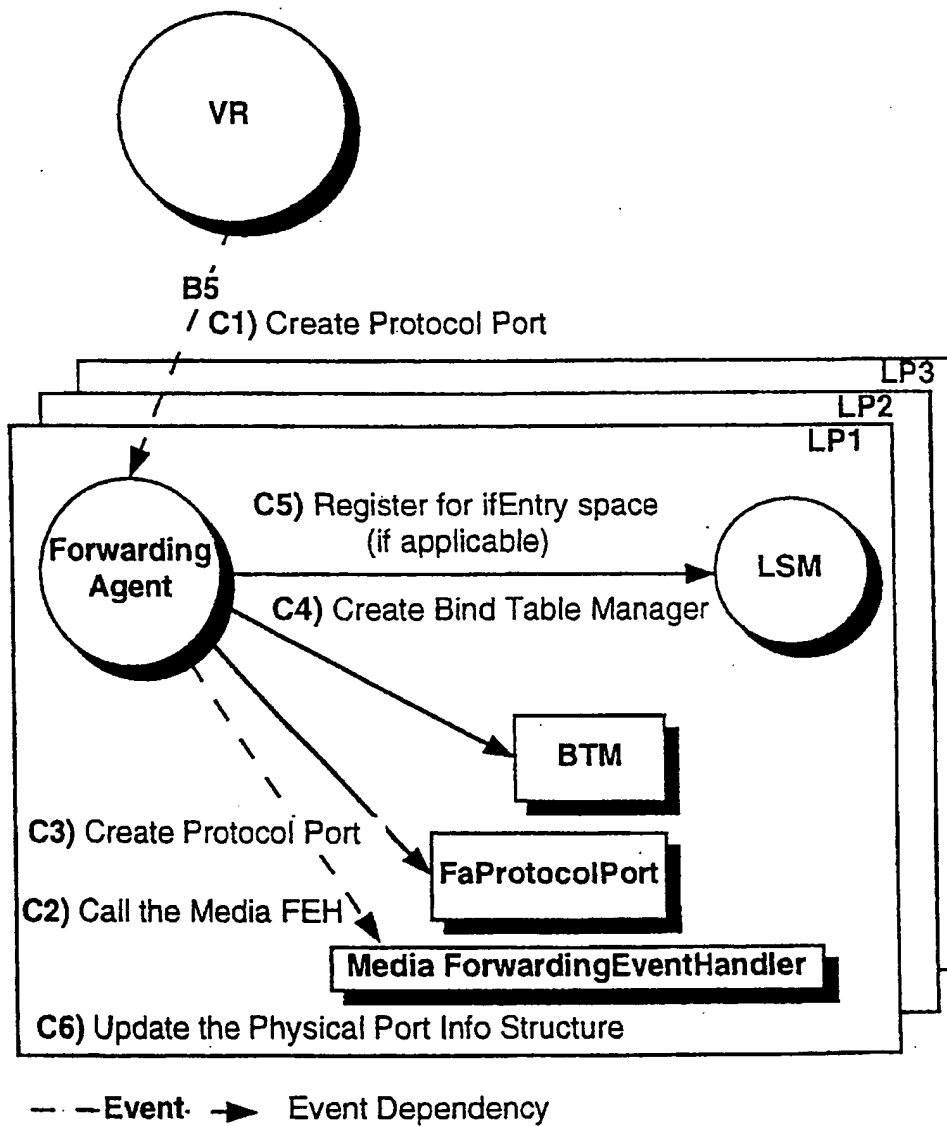 VR
B5
C1) Create Protocol Port
LP3
LP2
LP1
C5) Register for ifEntry space
(if applicable)
Forwarding
Agent
LSM
C4) Create Bind Table Manager
BTM
C3) Create Protocol Port
FaProtocolPort
C2) Call the Media FEH
Media ForwardingEventHandler
C6) Update the Physical Port Info Structure
Event
Event Dependency